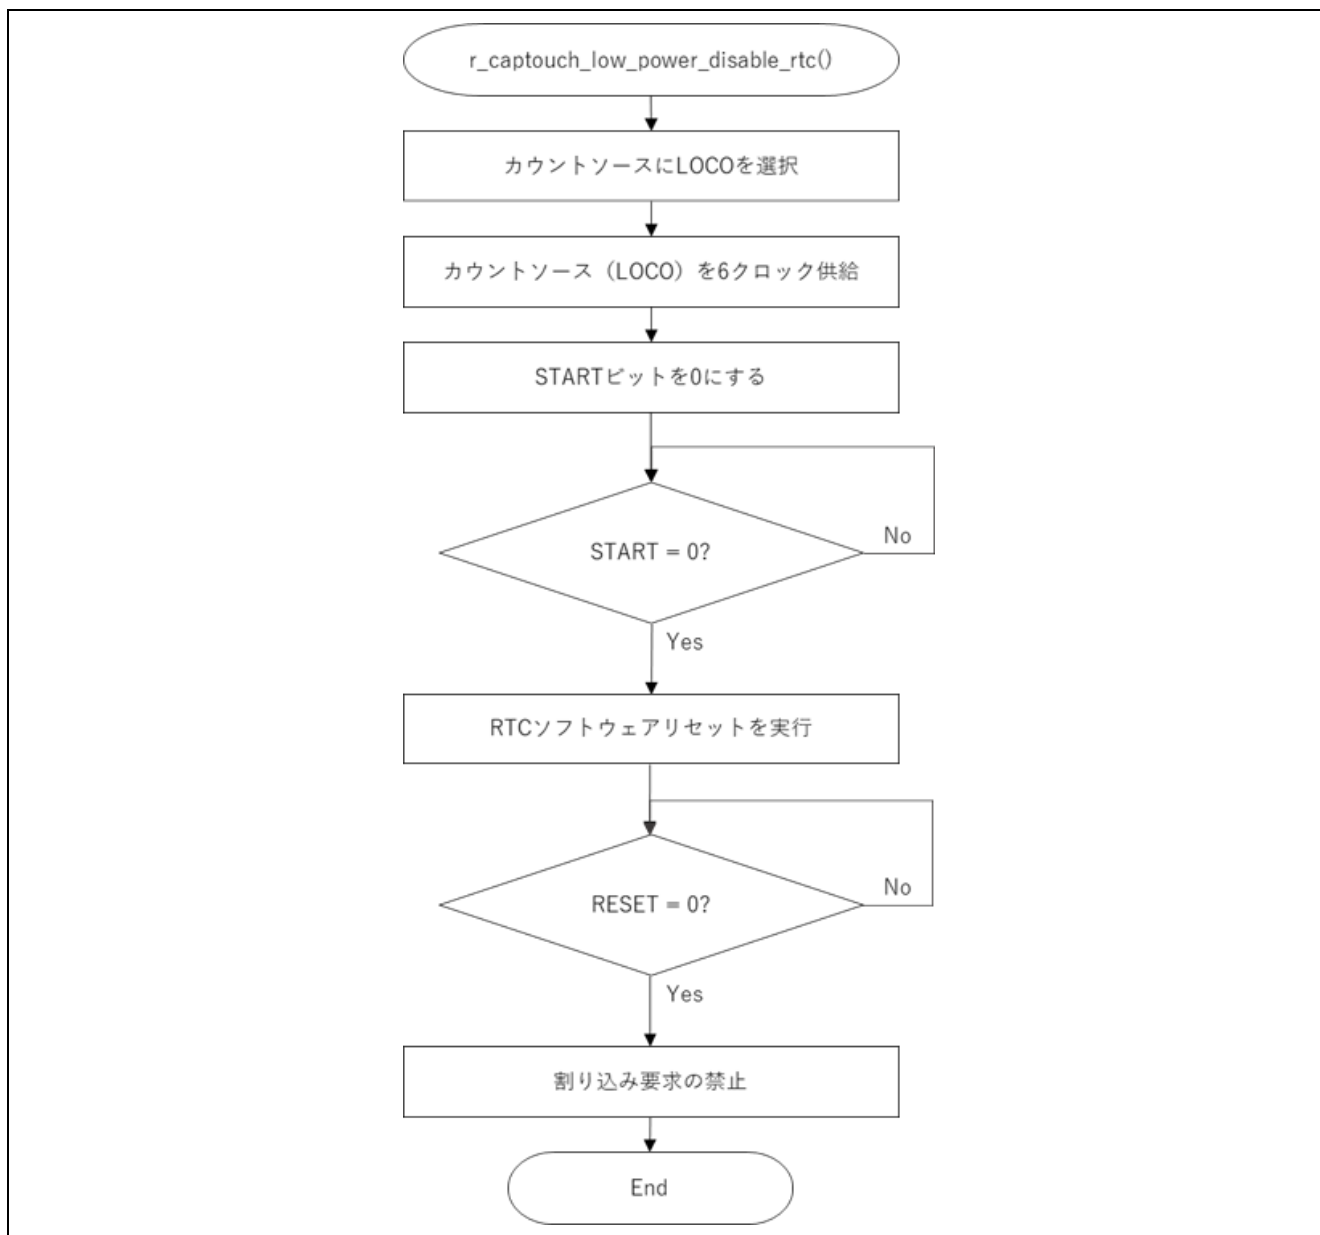 r_captouch_low_power_disable_rtc()
カウントソースにLOCOを選択
カウントソース（LOCO）を6クロック供給
STARTビットを0にする
START = 0?
No
Yes
RTCソフトウェアリセットを実行
RESET = 0?
No
Yes
割り込み要求の禁止
End